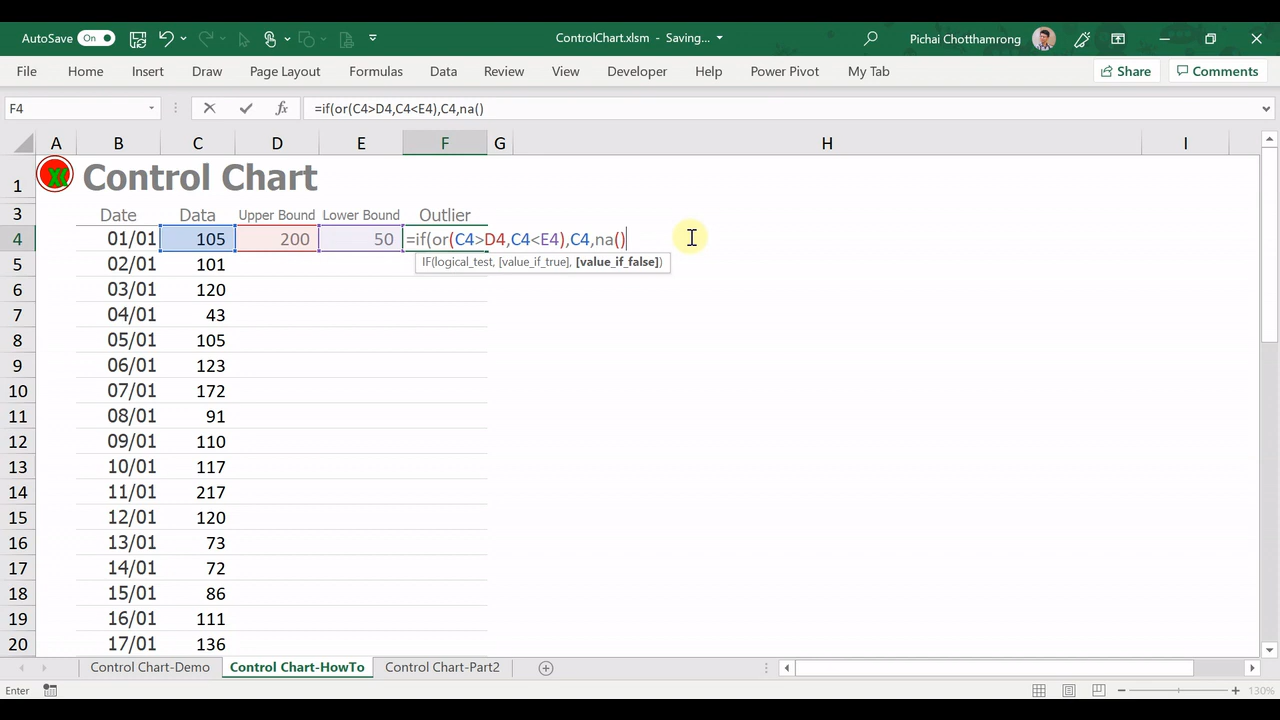 AutoSave On ControlChart.xlsm - Saving... Pichai Chotthamrong
File Home Insert Draw Page Layout Formulas Data Review View Developer Help Power Pivot My Tab Share Comments
F4 fx =if(or(C4>D4,C4<E4),C4,na()
A B C D E F G H I
1 Control Chart
3 Date Data Upper Bound Lower Bound Outlier
4 01/01 105 200 50 =if(or(C4>D4,C4<E4),C4,na()
IF(logical_test, [value_if_true], [value_if_false])
5 02/01 101
6 03/01 120
7 04/01 43
8 05/01 105
9 06/01 123
10 07/01 172
11 08/01 91
12 09/01 110
13 10/01 117
14 11/01 217
15 12/01 120
16 13/01 73
17 14/01 72
18 15/01 86
19 16/01 111
20 17/01 136
Control Chart-Demo Control Chart-HowTo Control Chart-Part2
Enter 130%